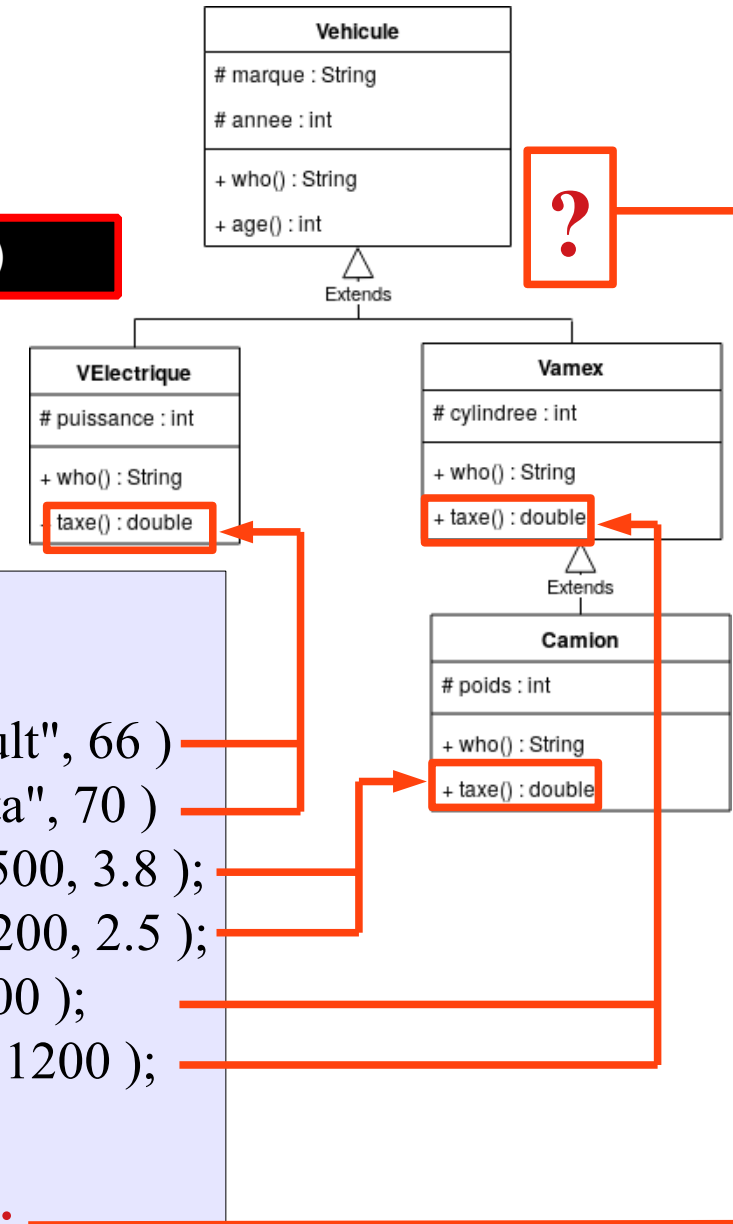 Vehicule
# marque : String
# annee : int
+ who() : String
+ age() : int
?
)
Extends
VElectrique
# puissance : int
+ who() : String
+ taxe() : double
Vamex
# cylindree : int
+ who() : String
+ taxe() : double
Extends
Camion
# poids : int
+ who() : String
+ taxe() : double
ult", 66 )
ta", 70 )
500, 3.8 );
200, 2.5 );
00 );
1200 );